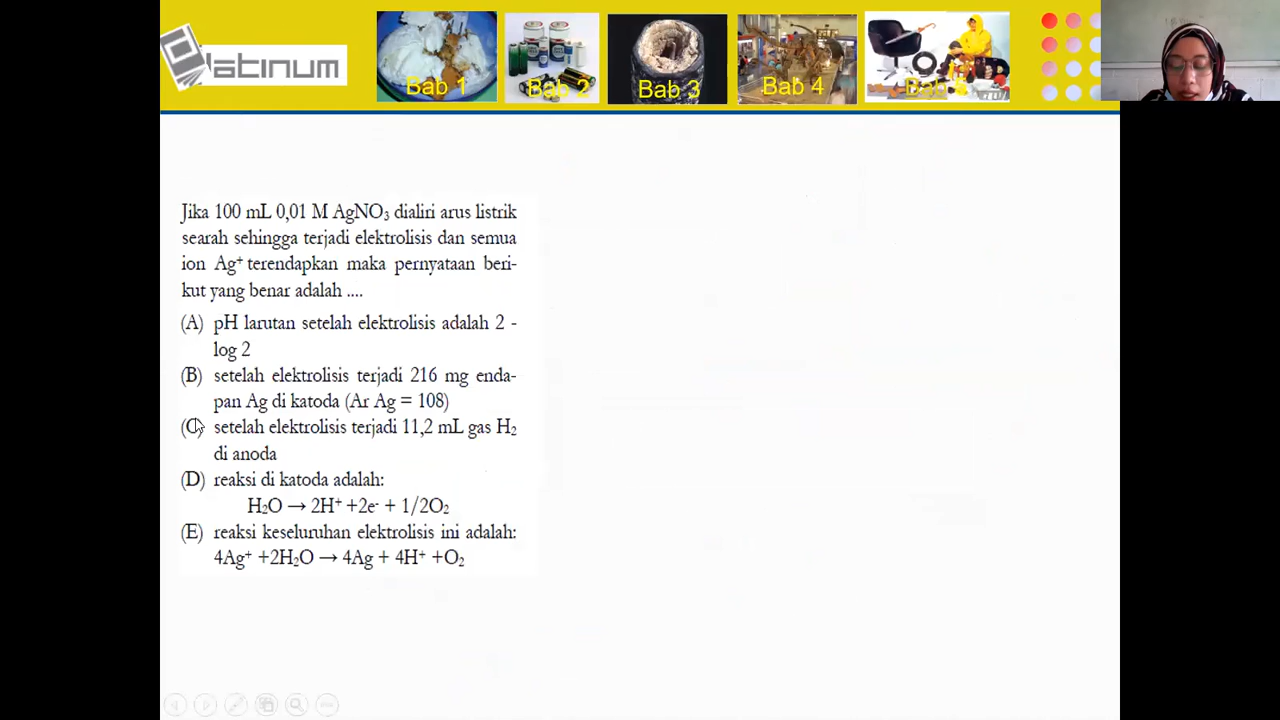 Platinum
Bab 1
Bab 2
Bab 3
Bab 4
Bab
Jika 100 mL 0,01 M AgNO₃ dialiri arus listrik
searah sehingga terjadi elektrolisis dan semua
ion Ag⁺ terendapkan maka pernyataan beri-
kut yang benar adalah ....
(A) pH larutan setelah elektrolisis adalah 2 -
log 2
(B) setelah elektrolisis terjadi 216 mg enda-
pan Ag di katoda (Ar Ag = 108)
(C) setelah elektrolisis terjadi 11,2 mL gas H₂
di anoda
(D) reaksi di katoda adalah:
H₂O → 2H⁺ +2e⁻ + 1/2O₂
(E) reaksi keseluruhan elektrolisis ini adalah:
4Ag⁺ +2H₂O → 4Ag + 4H⁺ +O₂